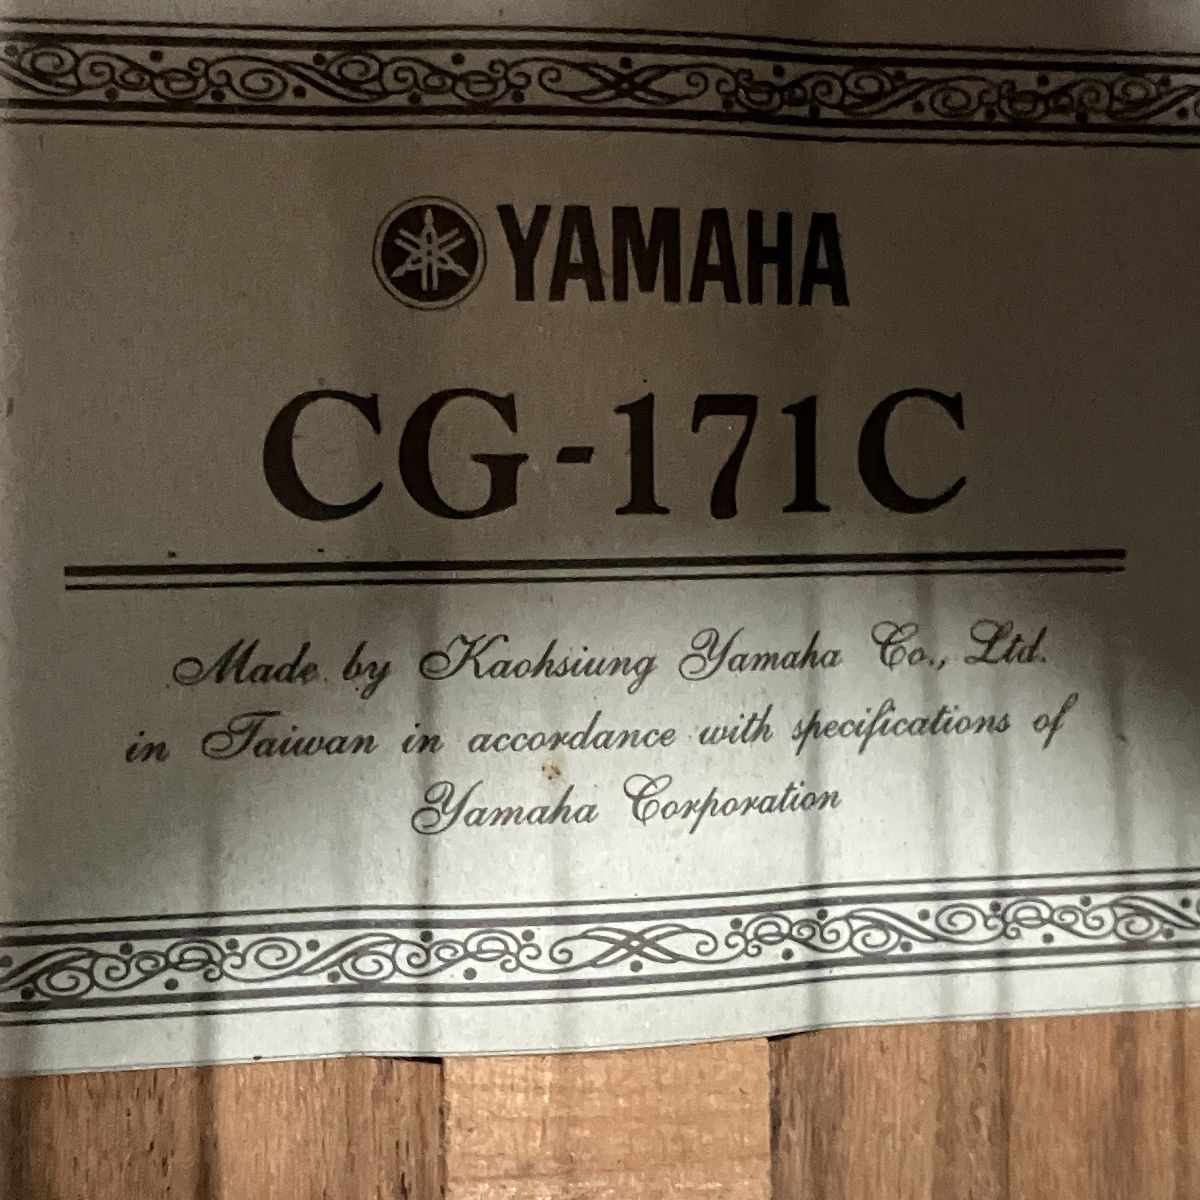 YAMAHA
CG-171C
Made by Kaohsiung Yamaha Co., Ltd.
in Taiwan in accordance with specifications of
Yamaha Corporation